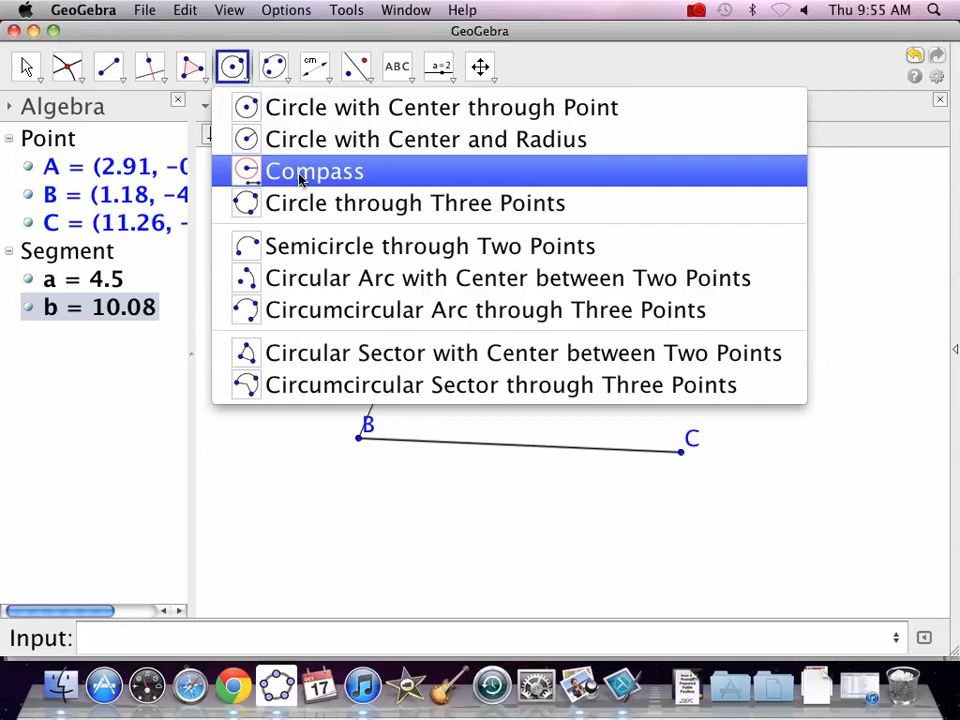 GeoGebra File Edit View Options Tools Window Help Thu 9:55 AM
GeoGebra
cm ABC a=2
Algebra
Point
A = (2.91, -0
B = (1.18, -4
C = (11.26, -
Segment
a = 4.5
b = 10.08
Circle with Center through Point
Circle with Center and Radius
Compass
Circle through Three Points
Semicircle through Two Points
Circular Arc with Center between Two Points
Circumcircular Arc through Three Points
Circular Sector with Center between Two Points
Circumcircular Sector through Three Points
B
C
Input:
17